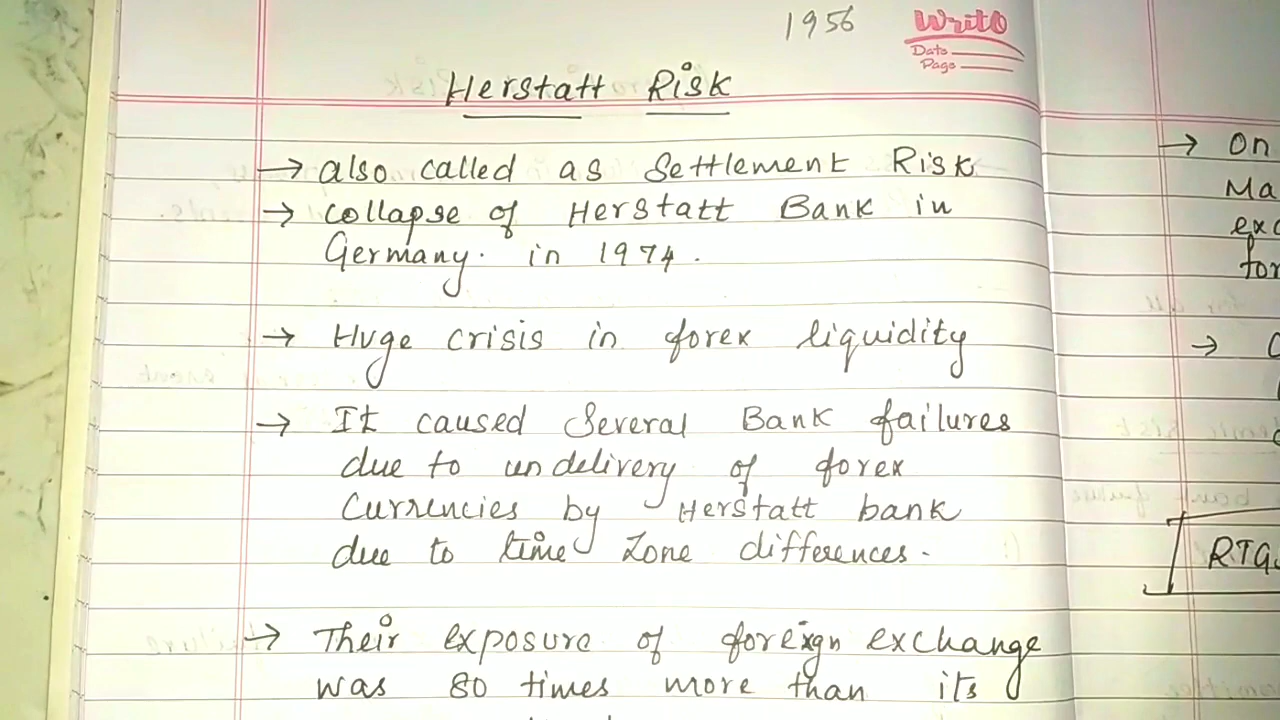 1956
Writo
Date
Page
Herstatt Risk
→ also called as Settlement Risk
→ collapse of Herstatt Bank in
Germany. in 1974.
→ Huge crisis in forex liquidity
→ It caused Several Bank failures
due to undelivery of forex
Currencies by Herstatt bank
due to time Zone differences.
→ Their exposure of foreign exchange
was 80 times more than its
→ on
Ma
exc
for
→ C
RTG